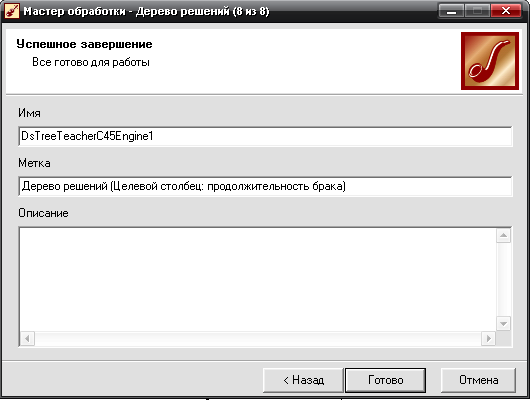 Мастер обработки - Дерево решений (8 из 8)
Успешное завершение
Все готово для работы
Имя
DsTreeTeacherC45Engine1
Метка
Дерево решений (Целевой столбец: продолжительность брака)
Описание
< Назад
Готово
Отмена